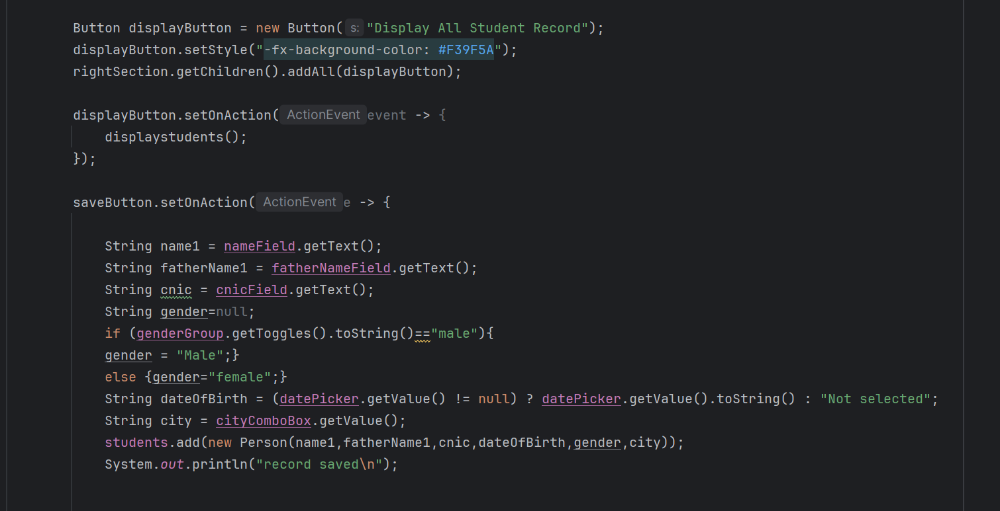 Button displayButton = new Button( s: "Display All Student Record");
displayButton.setStyle("-fx-background-color: #F39F5A");
rightSection.getChildren().addAll(displayButton);
displayButton.setOnAction( ActionEvent event -> {
displaystudents();
});
saveButton.setOnAction( ActionEvent e -> {
String name1 = nameField.getText();
String fatherName1 = fatherNameField.getText();
String cnic = cnicField.getText();
String gender=null;
if (genderGroup.getToggles().toString()=="male"){
gender = "Male";}
else {gender="female";}
String dateOfBirth = (datePicker.getValue() != null) ? datePicker.getValue().toString() : "Not selected";
String city = cityComboBox.getValue();
students.add(new Person(name1,fatherName1,cnic,dateOfBirth,gender,city));
System.out.println("record saved\n");